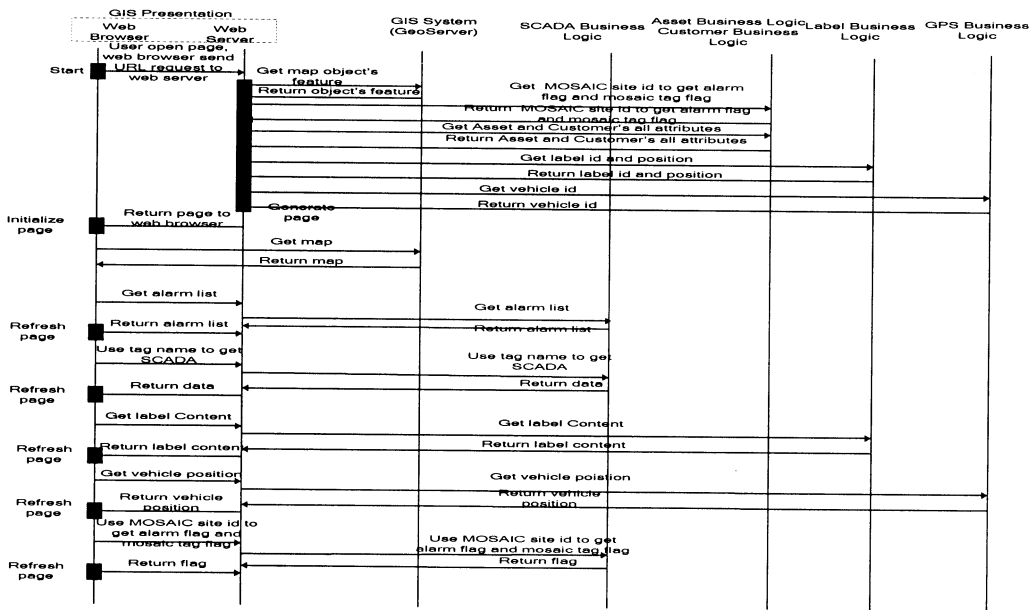 GIS Presentation
Web
Browser
Web
Server
GIS System
(GeoServer)
SCADA Business
Logic
Asset Business Logic
Customer Business
Logic
Label Business
Logic
GPS Business
Logic
User open page,
web browser send
URL request to
web server
Start
Get map object's
feature
Return object's feature
Get MOSAIC site id to get alarm
flag and mosaic tag flag
Return MOSAIC site id to get alarm flag
and mosaic tag flag
Get Asset and Customer's all attributes
Return Asset and Customer's all attributes
Get label id and position
Return label id and position
Get vehicle id
Return vehicle id
Generate
page
Initialize
page
Return page to
web browser
Get map
Return map
Get alarm list
Get alarm list
Refresh
page
Return alarm list
Return alarm list
Use tag name to get
SCADA
Use tag name to get
SCADA
Refresh
page
Return data
Return data
Get label Content
Get label Content
Refresh
page
Return label content
Return label content
Get vehicle position
Get vehicle poistion
Refresh
page
Return vehicle
position
Return vehicle
position
Use MOSAIC site id to
get alarm flag and
mosaic tag flag
Use MOSAIC site id to get
alarm flag and mosaic tag flag
Refresh
page
Return flag
Return flag